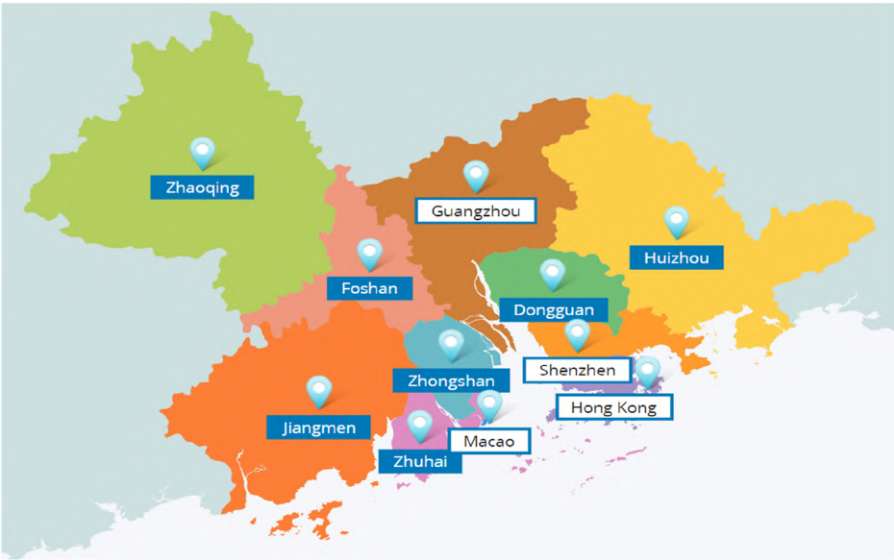 Zhaoqing
Guangzhou
Huizhou
Foshan
Dongguan
Shenzhen
Zhongshan
Hong Kong
Jiangmen
Macao
Zhuhai